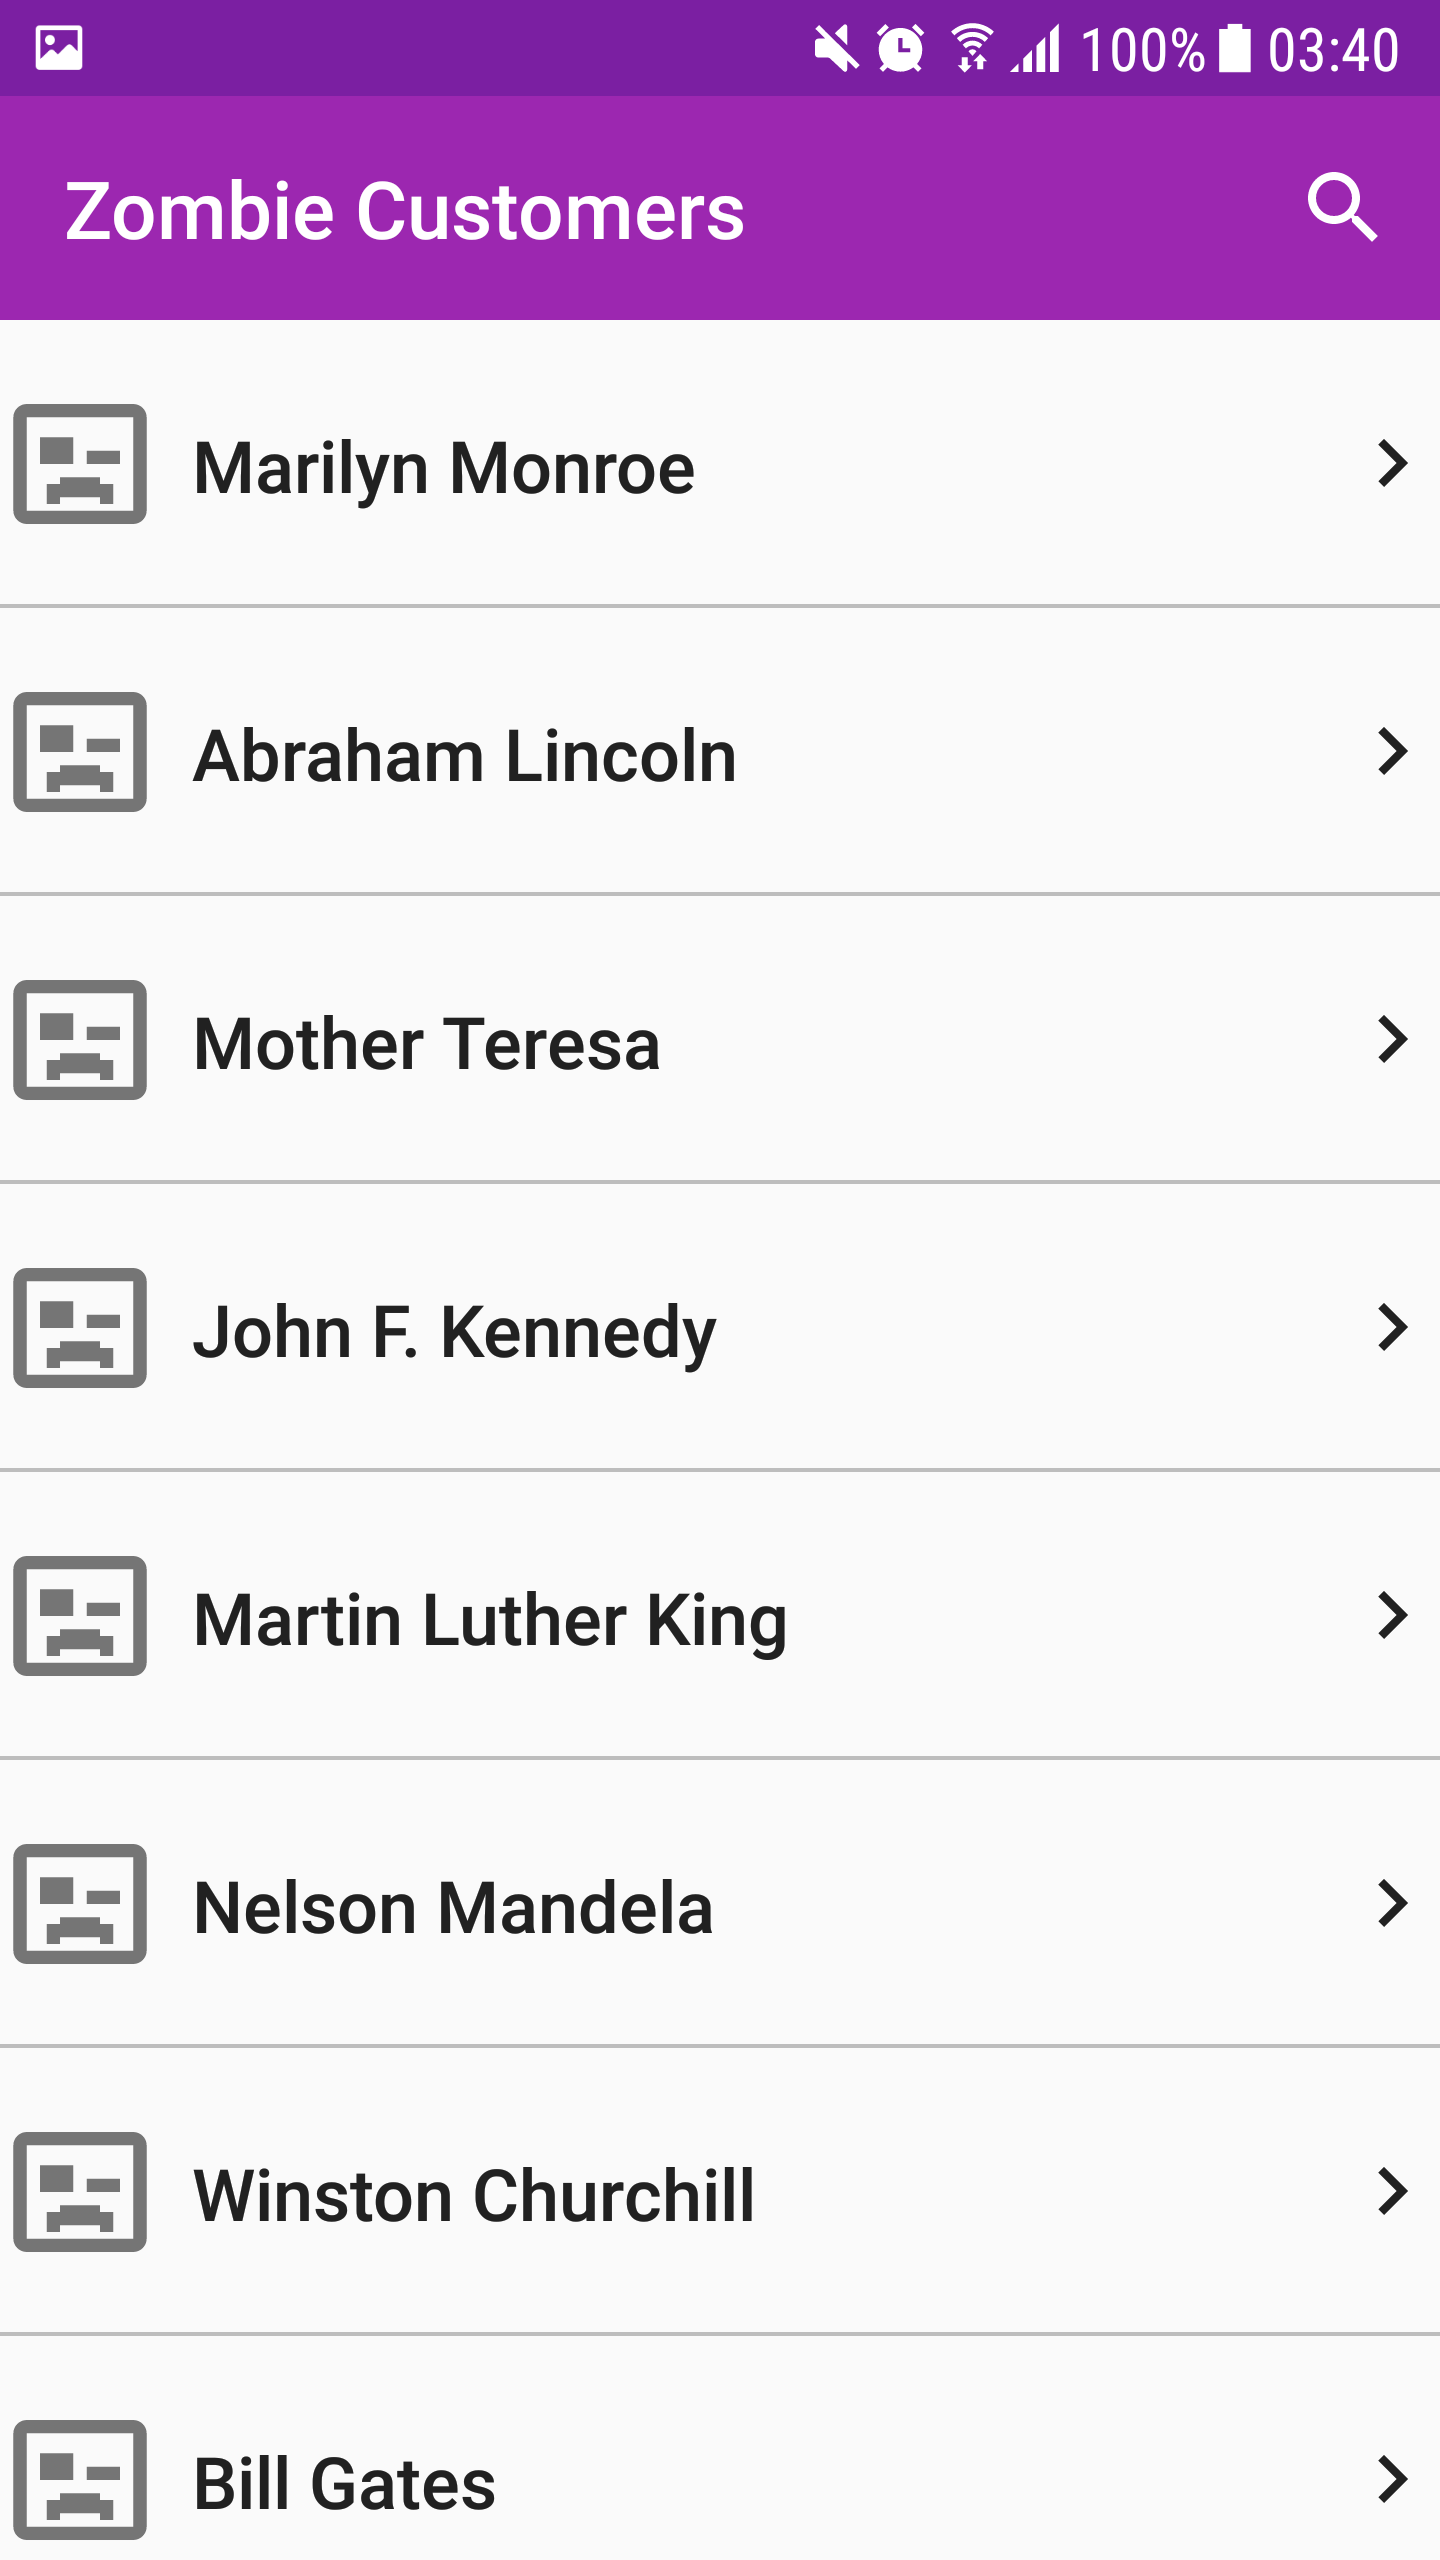 100% 03:40
Zombie Customers
Marilyn Monroe
Abraham Lincoln
Mother Teresa
John F. Kennedy
Martin Luther King
Nelson Mandela
Winston Churchill
Bill Gates